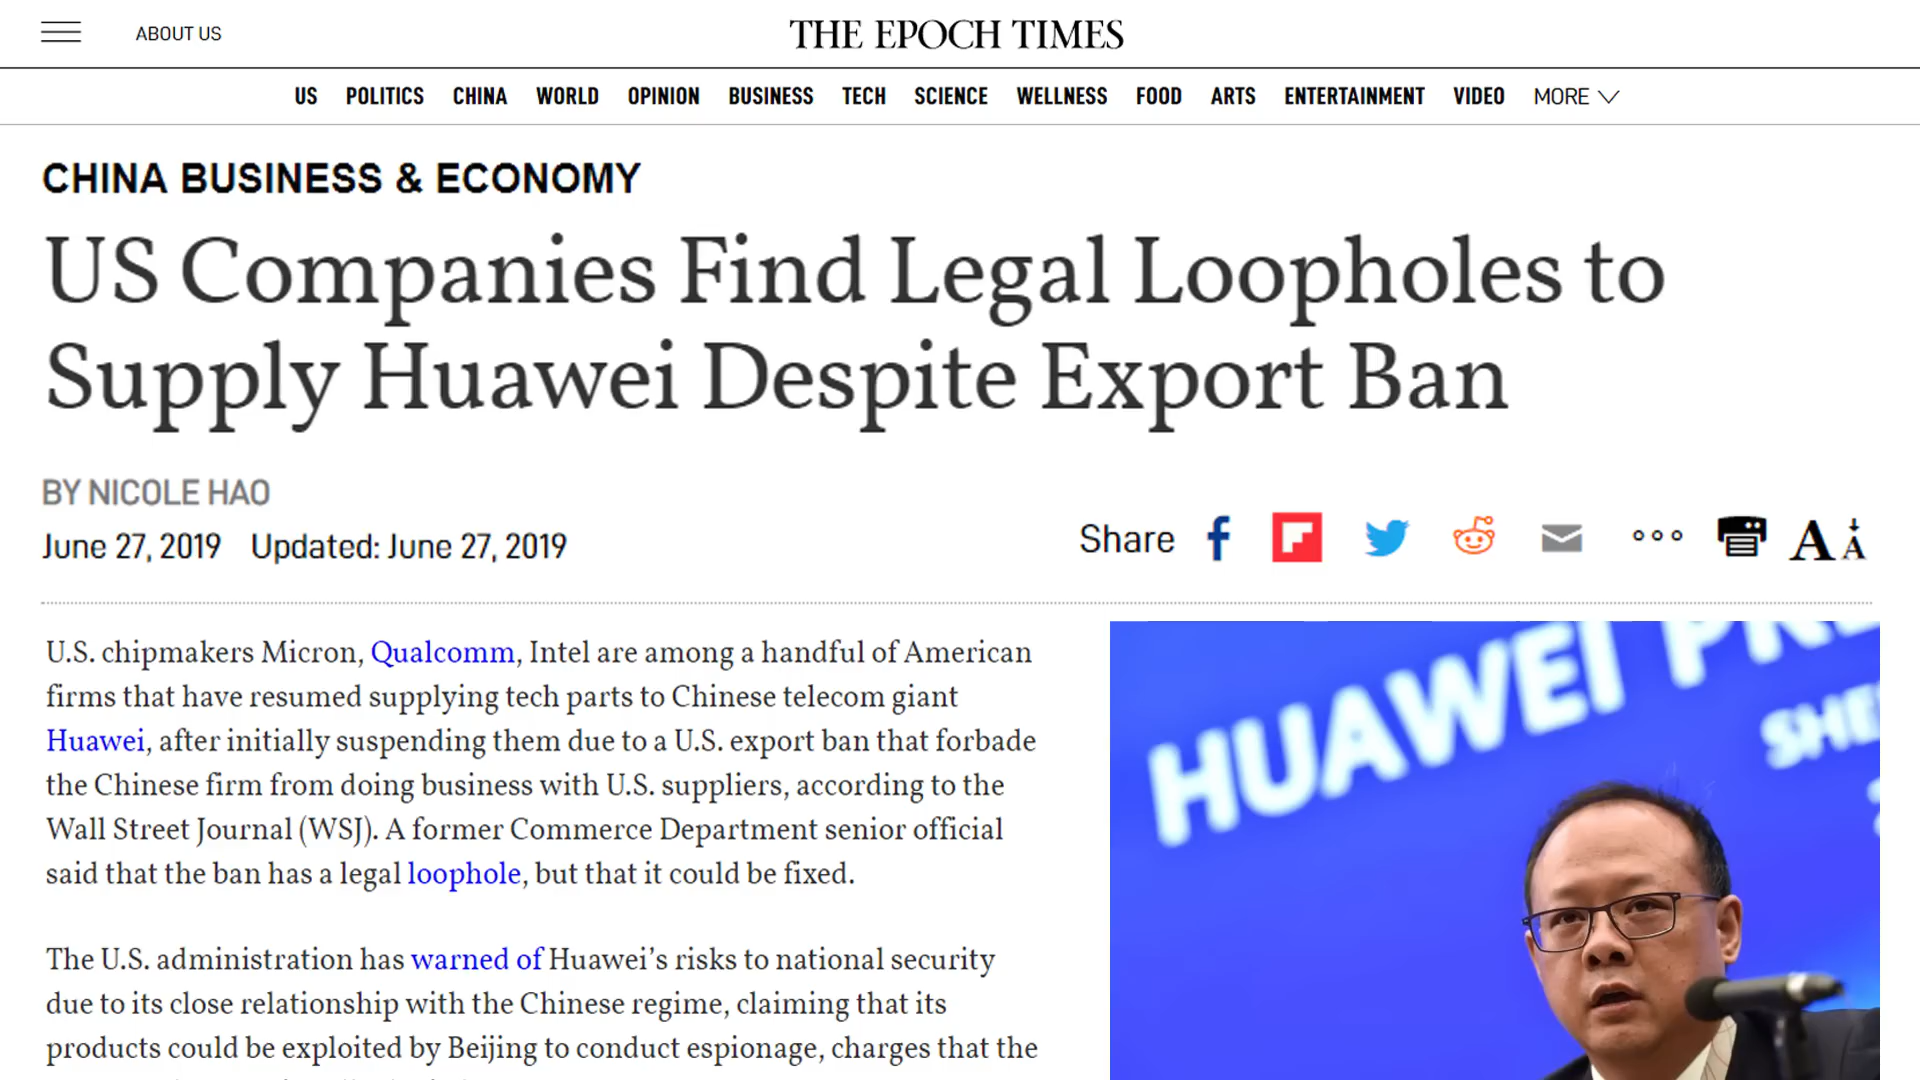 ABOUT US
THE EPOCH TIMES
US POLITICS CHINA WORLD OPINION BUSINESS TECH SCIENCE WELLNESS FOOD ARTS ENTERTAINMENT VIDEO MORE
CHINA BUSINESS & ECONOMY
US Companies Find Legal Loopholes to
Supply Huawei Despite Export Ban
BY NICOLE HAO
June 27, 2019 Updated: June 27, 2019
Share
U.S. chipmakers Micron, Qualcomm, Intel are among a handful of American
firms that have resumed supplying tech parts to Chinese telecom giant
Huawei, after initially suspending them due to a U.S. export ban that forbade
the Chinese firm from doing business with U.S. suppliers, according to the
Wall Street Journal (WSJ). A former Commerce Department senior official
said that the ban has a legal loophole, but that it could be fixed.
The U.S. administration has warned of Huawei’s risks to national security
due to its close relationship with the Chinese regime, claiming that its
products could be exploited by Beijing to conduct espionage, charges that the
HUAWEI PRE
SHE